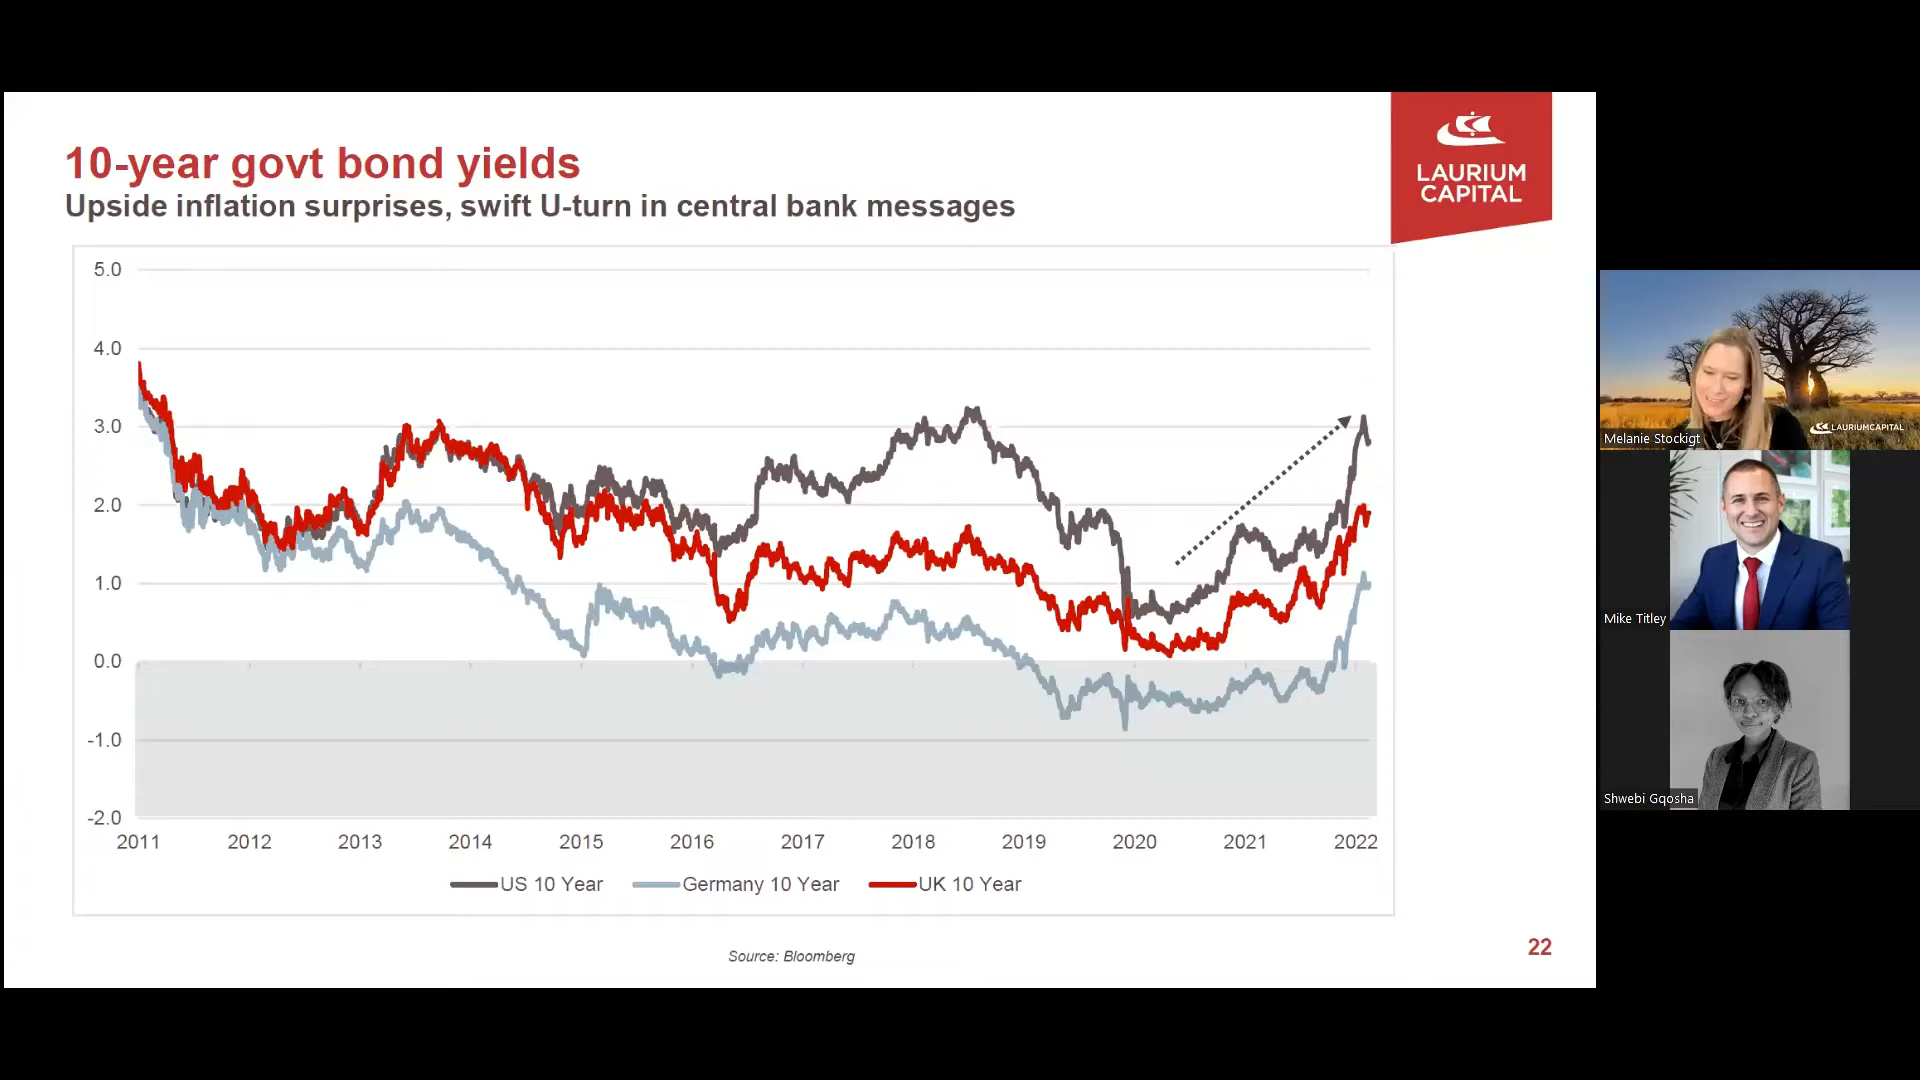 10-year govt bond yields
Upside inflation surprises, swift U-turn in central bank messages
LAURIUM
CAPITAL
5.0
4.0
3.0
2.0
1.0
0.0
-1.0
-2.0
2011 2012 2013 2014 2015 2016 2017 2018 2019 2020 2021 2022
US 10 Year Germany 10 Year UK 10 Year
Source: Bloomberg
22
LAURIUMCAPITAL
Melanie Stockigt
Mike Titley
Shwebi Gqosha